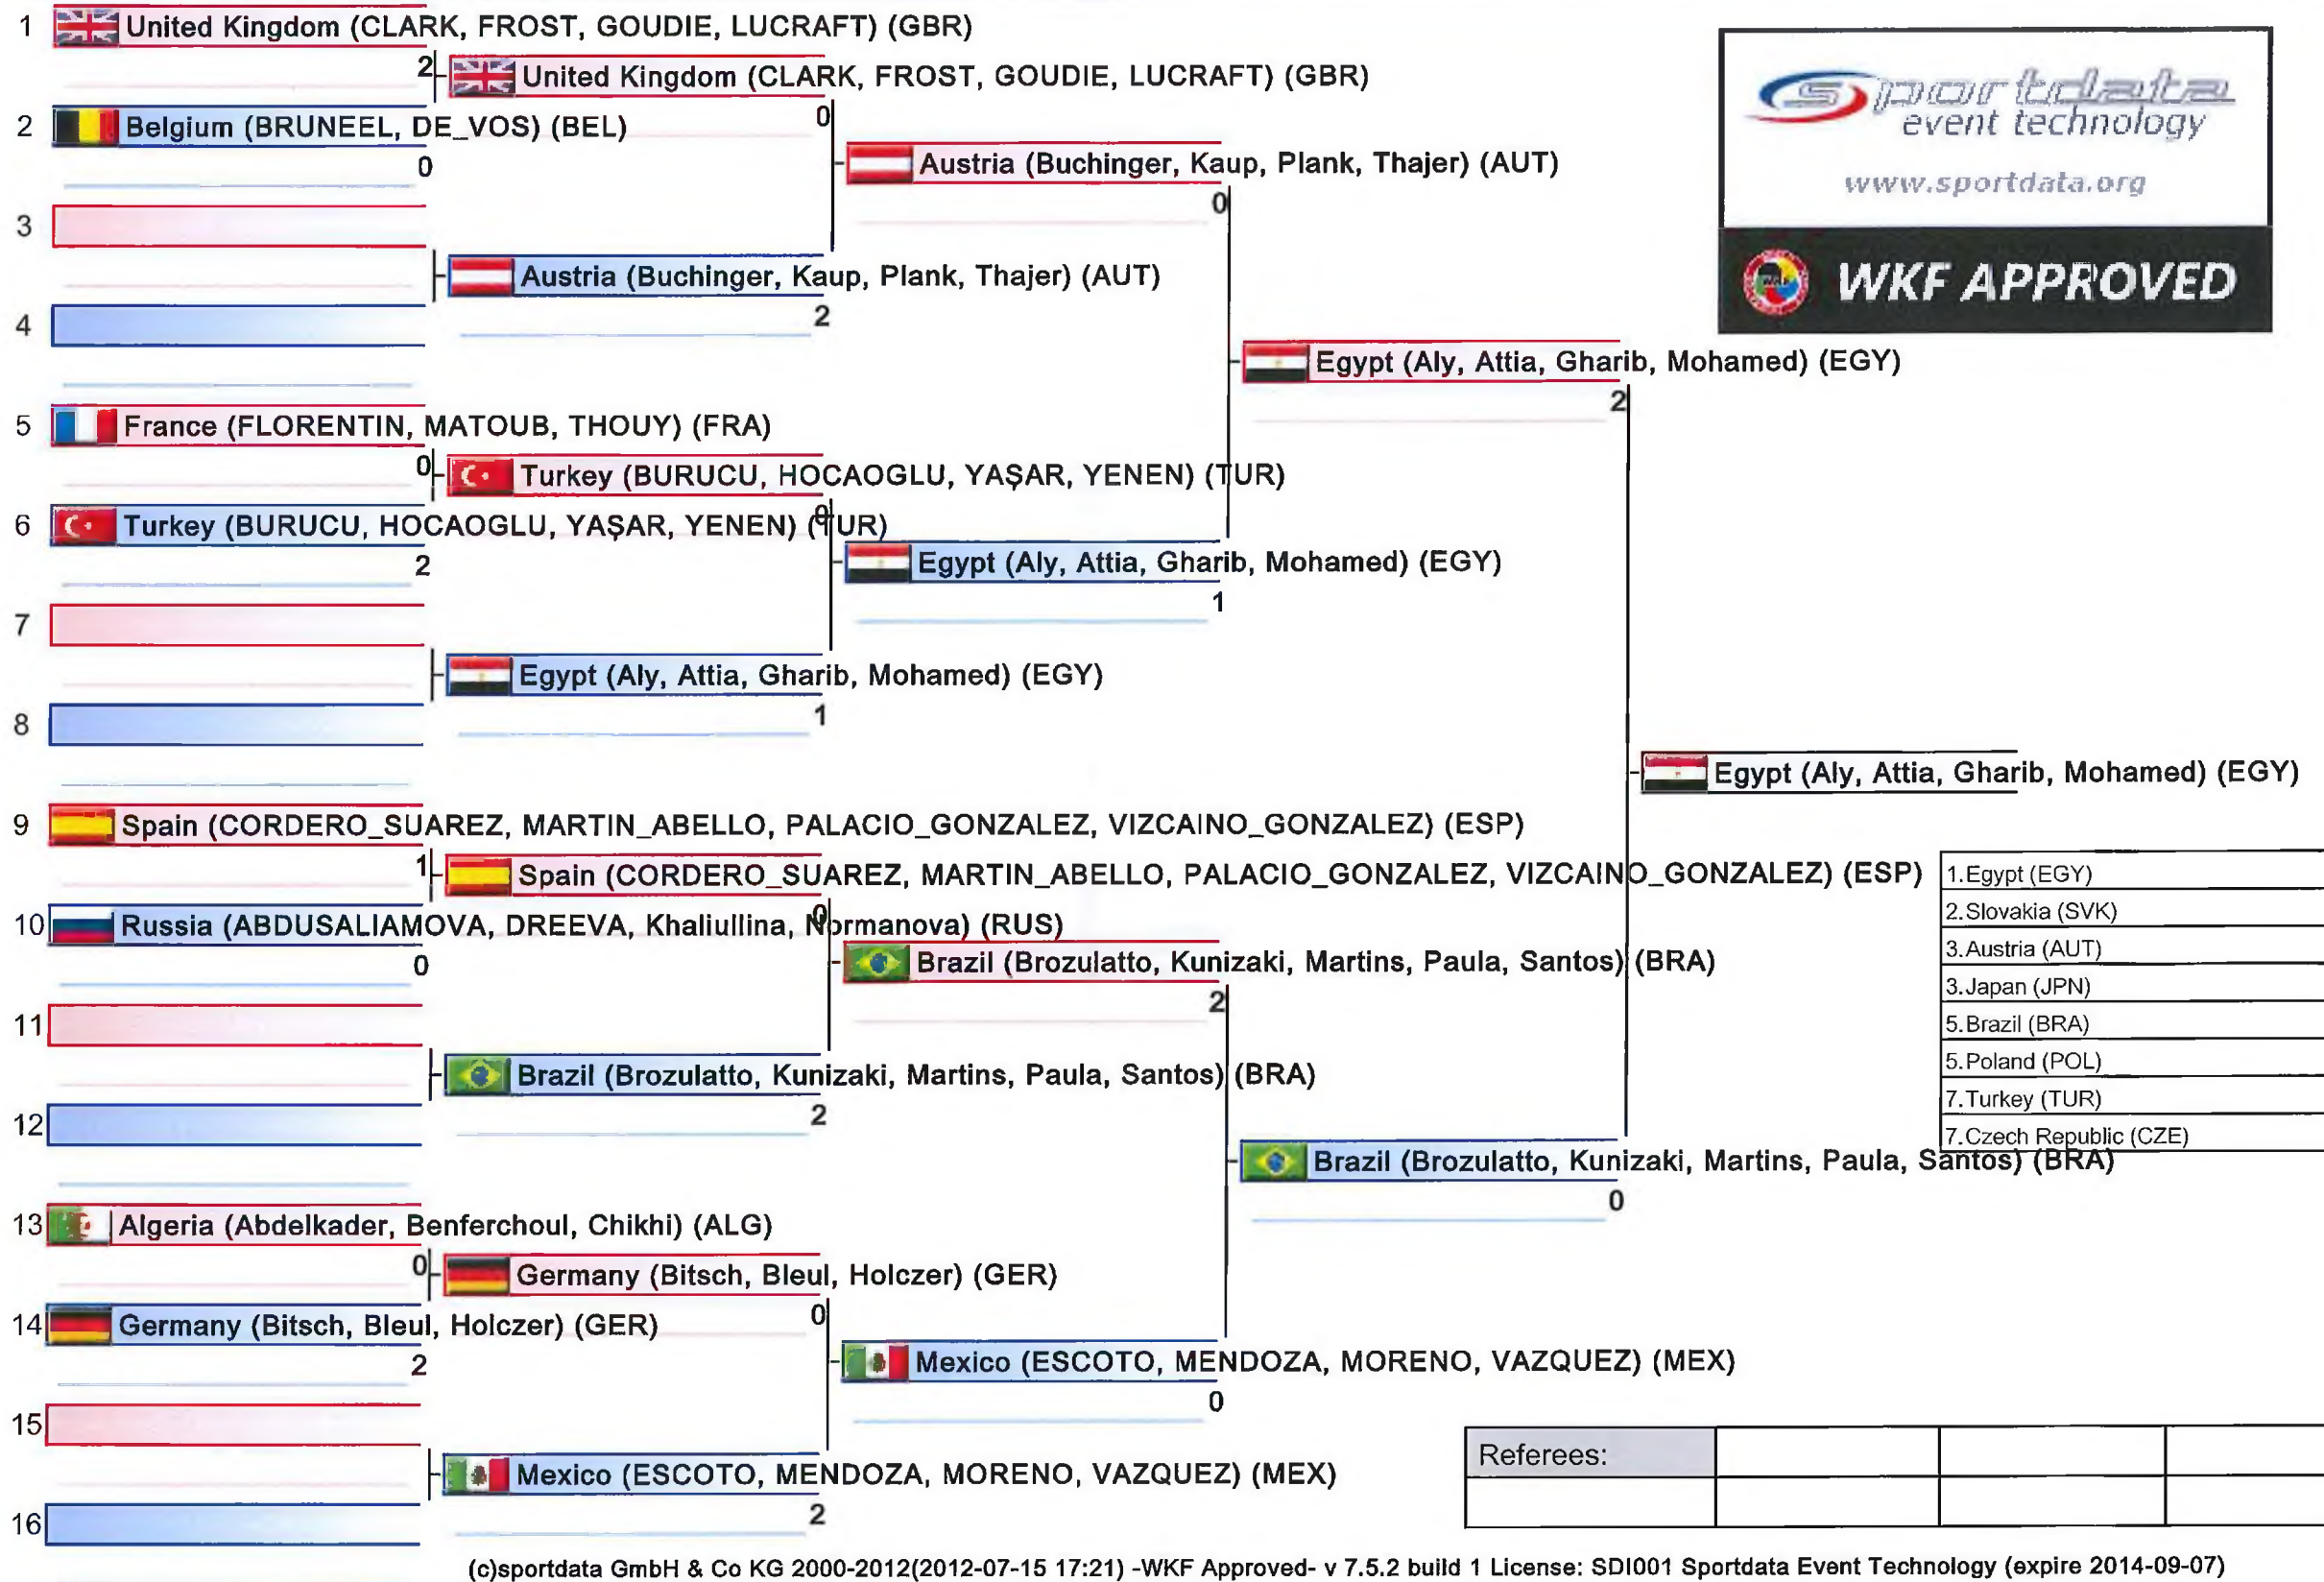 1 United Kingdom (CLARK, FROST, GOUDIE, LUCRAFT) (GBR)
2 United Kingdom (CLARK, FROST, GOUDIE, LUCRAFT) (GBR)
2 Belgium (BRUNEEL, DE_VOS) (BEL)
0
0
Austria (Buchinger, Kaup, Plank, Thajer) (AUT)
0
3
Austria (Buchinger, Kaup, Plank, Thajer) (AUT)
2
4
Egypt (Aly, Attia, Gharib, Mohamed) (EGY)
2
5 France (FLORENTIN, MATOUB, THOUY) (FRA)
0 Turkey (BURUCU, HOCAOGLU, YAŞAR, YENEN) (TUR)
6 Turkey (BURUCU, HOCAOGLU, YAŞAR, YENEN) (TUR)
0
2
Egypt (Aly, Attia, Gharib, Mohamed) (EGY)
1
7
Egypt (Aly, Attia, Gharib, Mohamed) (EGY)
1
8
Egypt (Aly, Attia, Gharib, Mohamed) (EGY)
9 Spain (CORDERO_SUAREZ, MARTIN_ABELLO, PALACIO_GONZALEZ, VIZCAINO_GONZALEZ) (ESP)
1 Spain (CORDERO_SUAREZ, MARTIN_ABELLO, PALACIO_GONZALEZ, VIZCAINO_GONZALEZ) (ESP)
10 Russia (ABDUSALIAMOVA, DREEVA, Khaliullina, Normanova) (RUS)
0
0
Brazil (Brozulatto, Kunizaki, Martins, Paula, Santos) (BRA)
2
11
Brazil (Brozulatto, Kunizaki, Martins, Paula, Santos) (BRA)
2
12
Brazil (Brozulatto, Kunizaki, Martins, Paula, Santos) (BRA)
0
13 Algeria (Abdelkader, Benferchoul, Chikhi) (ALG)
0 Germany (Bitsch, Bleul, Holczer) (GER)
14 Germany (Bitsch, Bleul, Holczer) (GER)
0
2
Mexico (ESCOTO, MENDOZA, MORENO, VAZQUEZ) (MEX)
0
15
Mexico (ESCOTO, MENDOZA, MORENO, VAZQUEZ) (MEX)
2
16
sportdata
event technology
www.sportdata.org
WKF APPROVED
1.Egypt (EGY)
2.Slovakia (SVK)
3.Austria (AUT)
3.Japan (JPN)
5.Brazil (BRA)
5.Poland (POL)
7.Turkey (TUR)
7.Czech Republic (CZE)
Referees:
(c)sportdata GmbH & Co KG 2000-2012(2012-07-15 17:21) -WKF Approved- v 7.5.2 build 1 License: SDI001 Sportdata Event Technology (expire 2014-09-07)